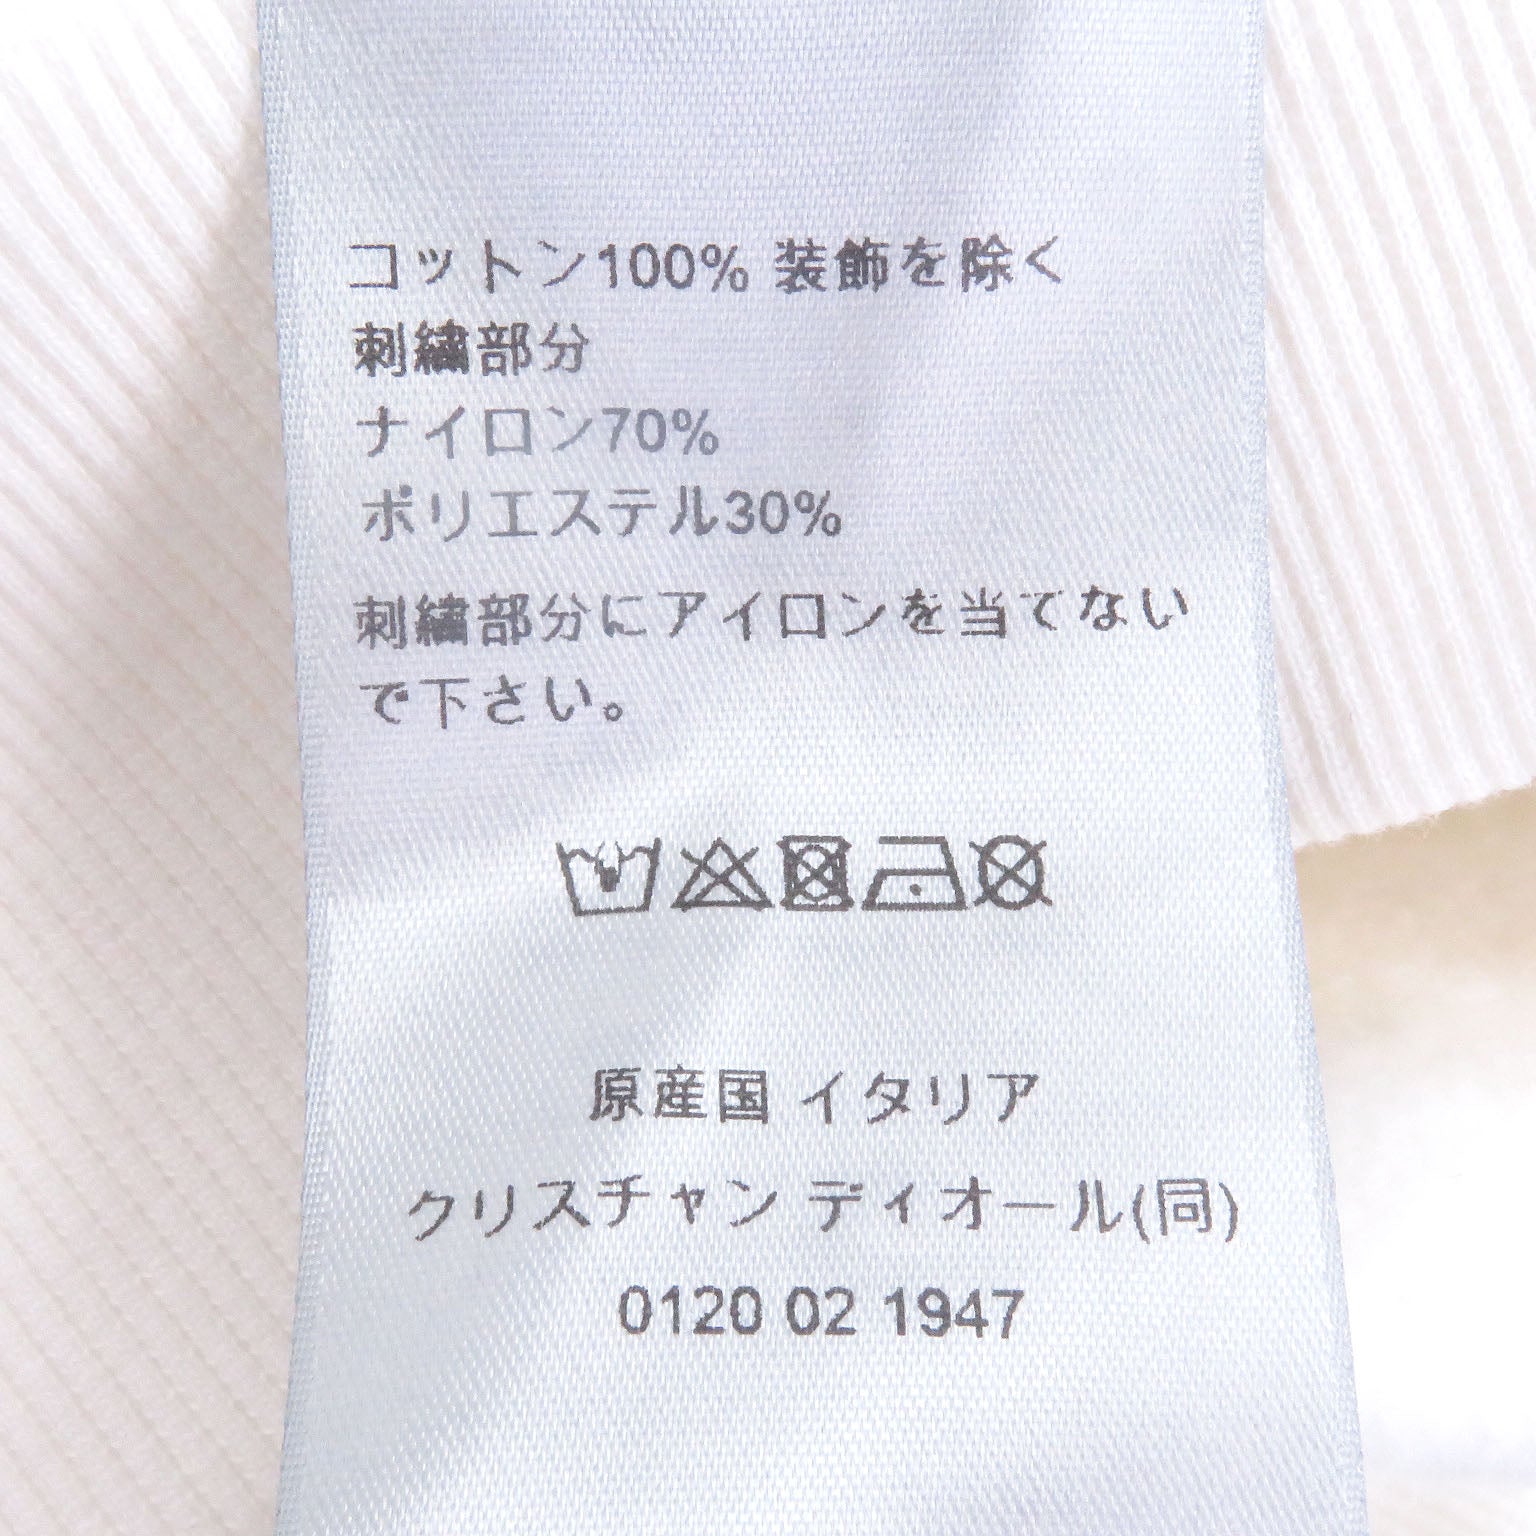 コットン100% 装飾を除く
刺繍部分
ナイロン70%
ポリエステル30%
刺繍部分にアイロンを当てない
で下さい。
原産国 イタリア
クリスチャン ディオール(同)
0120 02 1947